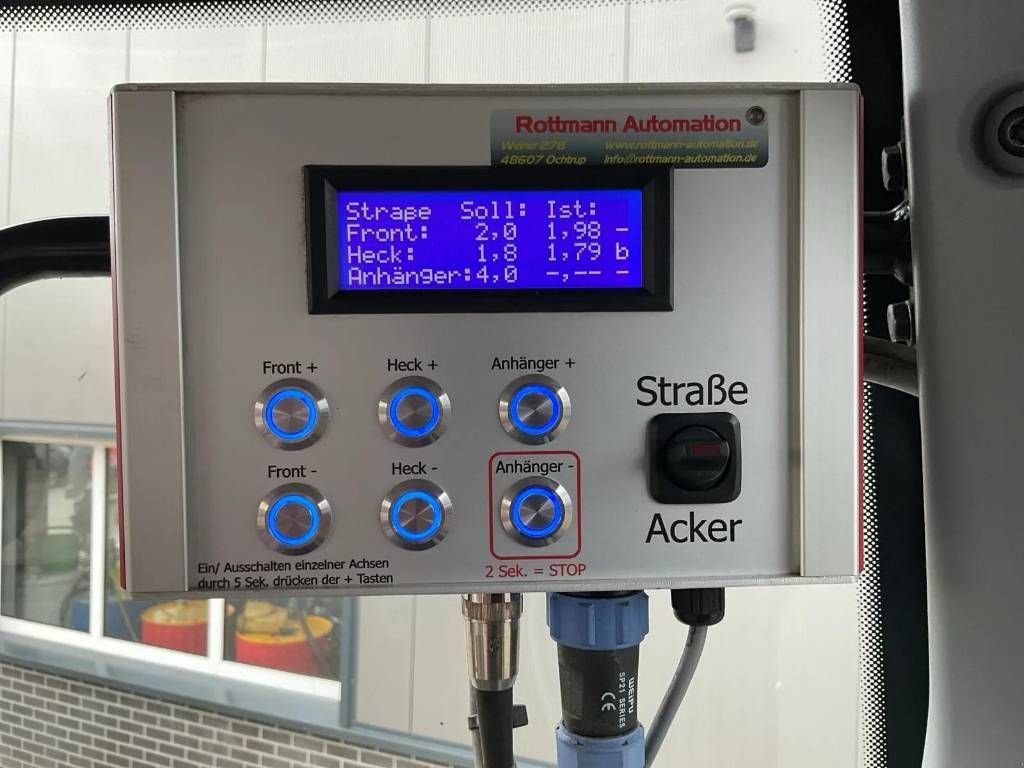 Rottmann Automation
Weiner 278 www.rottmann-automation.de
48607 Ochtrup Info@rottmann-automation.de
Straße Soll: Ist:
Front: 2,0 1,98 -
Heck: 1,8 1,79 b
Anhänger:4,0 -,-- -
Front + Heck + Anhänger +
Straße
Front - Heck - Anhänger -
Acker
Ein/ Ausschalten einzelner Achsen
durch 5 Sek. drücken der + Tasten
2 Sek. = STOP
WEIPU
SP21 SERIES
CE